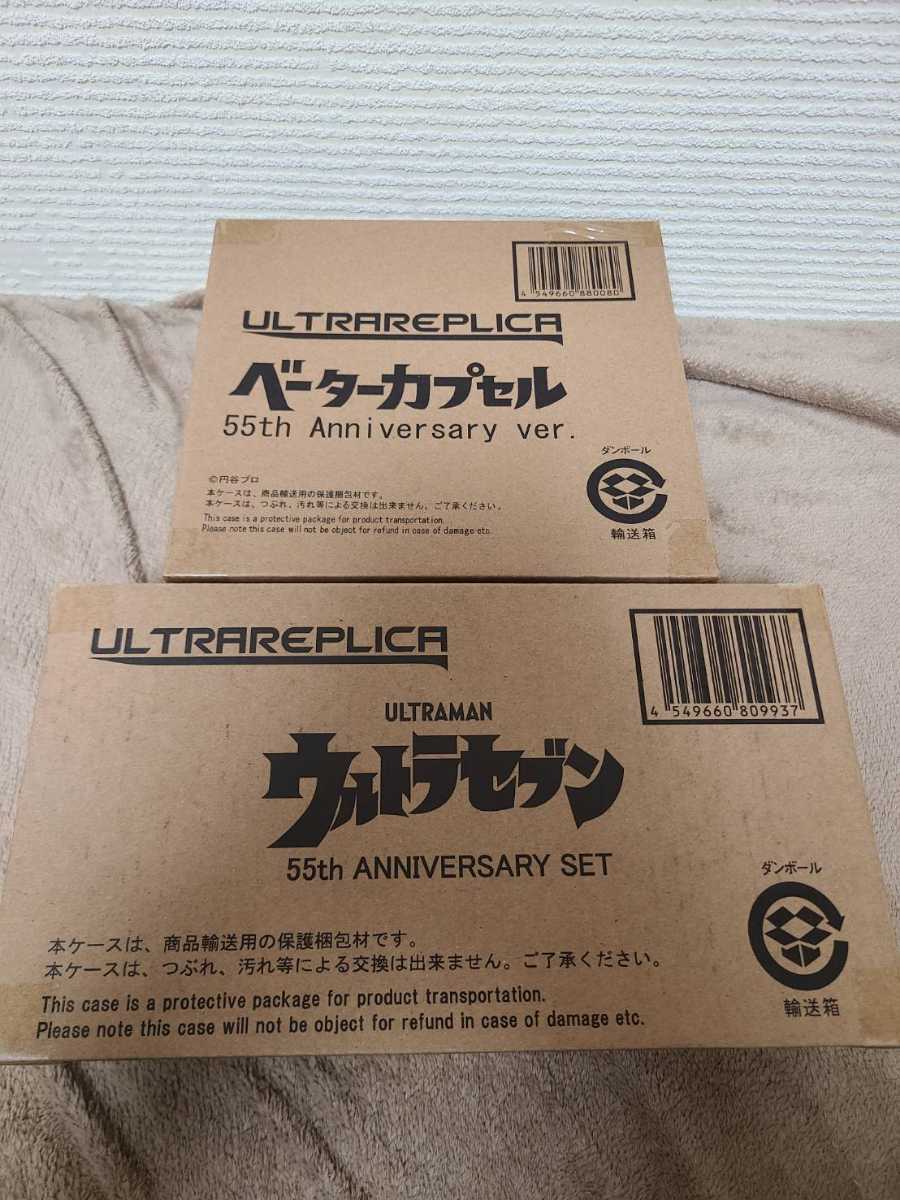 4 549660 880080
ULTRAREPLICA
ベーターカプセル
55th Anniversary ver.
ダンボール
輸送箱
©円谷プロ
本ケースは、商品輸送用の保護梱包材です。
本ケースは、つぶれ、汚れ等による交換は出来ません。ご了承ください。
This case is a protective package for product transportation.
Please note this case will not be object for refund in case of damage etc.
ULTRAREPLICA
4 549660 809937
ULTRAMAN
ウルトラセブン
55th ANNIVERSARY SET
ダンボール
輸送箱
本ケースは、商品輸送用の保護梱包材です。
本ケースは、つぶれ、汚れ等による交換は出来ません。ご了承ください。
This case is a protective package for product transportation.
Please note this case will not be object for refund in case of damage etc.